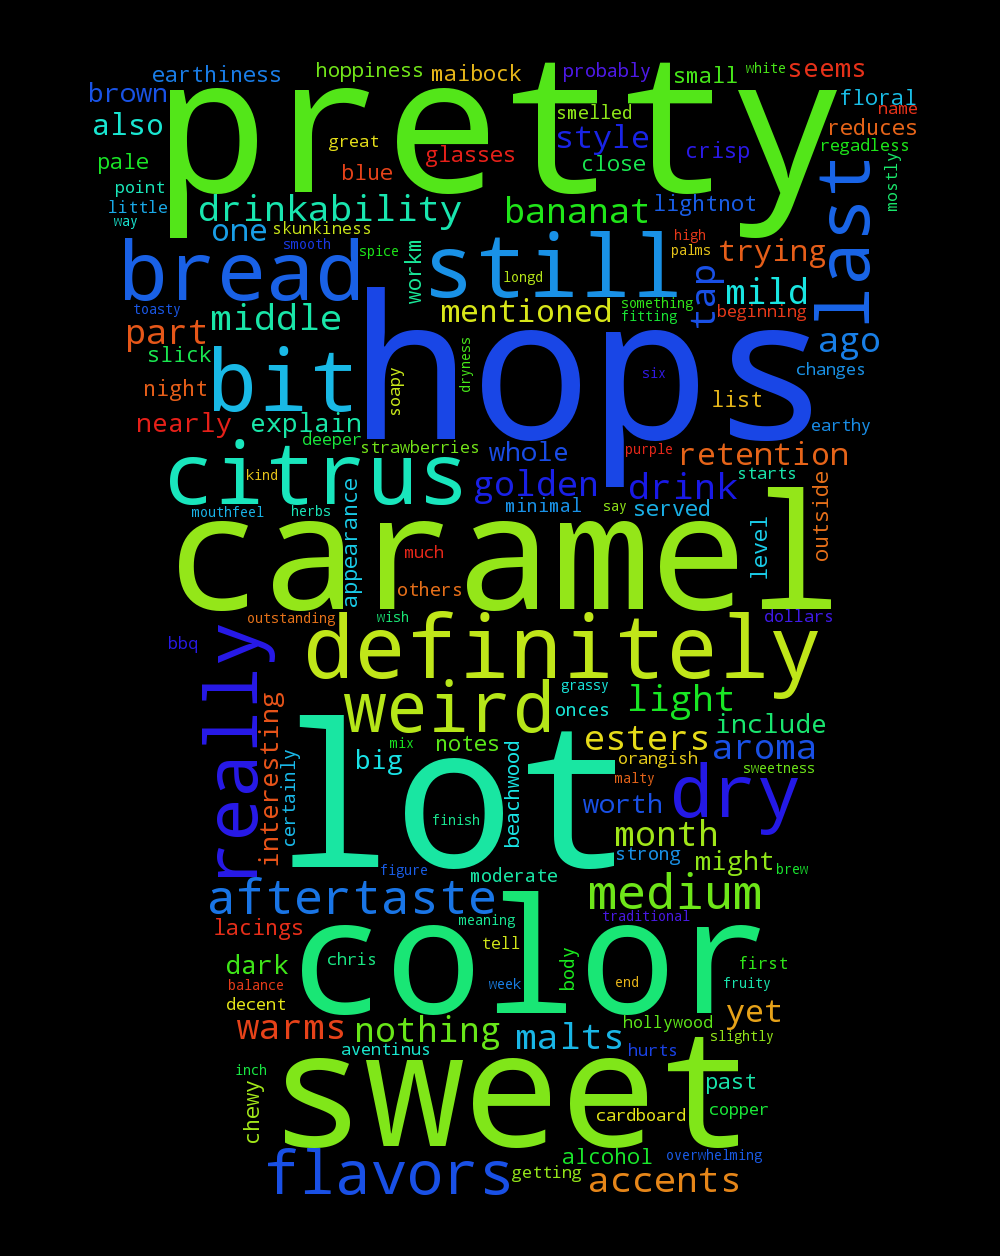 earthiness
hoppiness
maibock
probably
small
white
seems
brown
pretty
floral
name
also
great
smelled
style
close
crisp
reduces
regadless
pale
blue
glasses
last
mostly
point
little
way
drinkability
bananat
lightnot
one
skunkiness
smooth
spice
workm
still
high
palms
trying
bread
longd
tap
mild
toasty
middle
mentioned
something
fitting
beginning
part
hops
ago
slick
bit
dryness
changes
night
soapy
six
list
nearly
explain
earthy
deeper
strawberries
whole
purple
retention
citrus
kind
golden
drink
starts
mouthfeel
herbs
minimal
say
served
outside
appearance
caramel
level
much
others
outstanding
wish
dollars
bbq
really
definitely
grassy
weird
onces
light
interesting
include
certainly
big
mix
notes
beachwood
esters
orangish
aroma
malty
sweetness
lot
finish
worth
dry
month
strong
might
brew
figure
moderate
aftertaste
medium
lacings
color
meaning
traditional
tell
dark
chris
body
first
balance
week
end
fruity
decent
warms
nothing
malts
hollywood
yet
slightly
aventinus
hurts
inch
sweet
past
chewy
cardboard
copper
flavors
alcohol
overwhelming
getting
accents